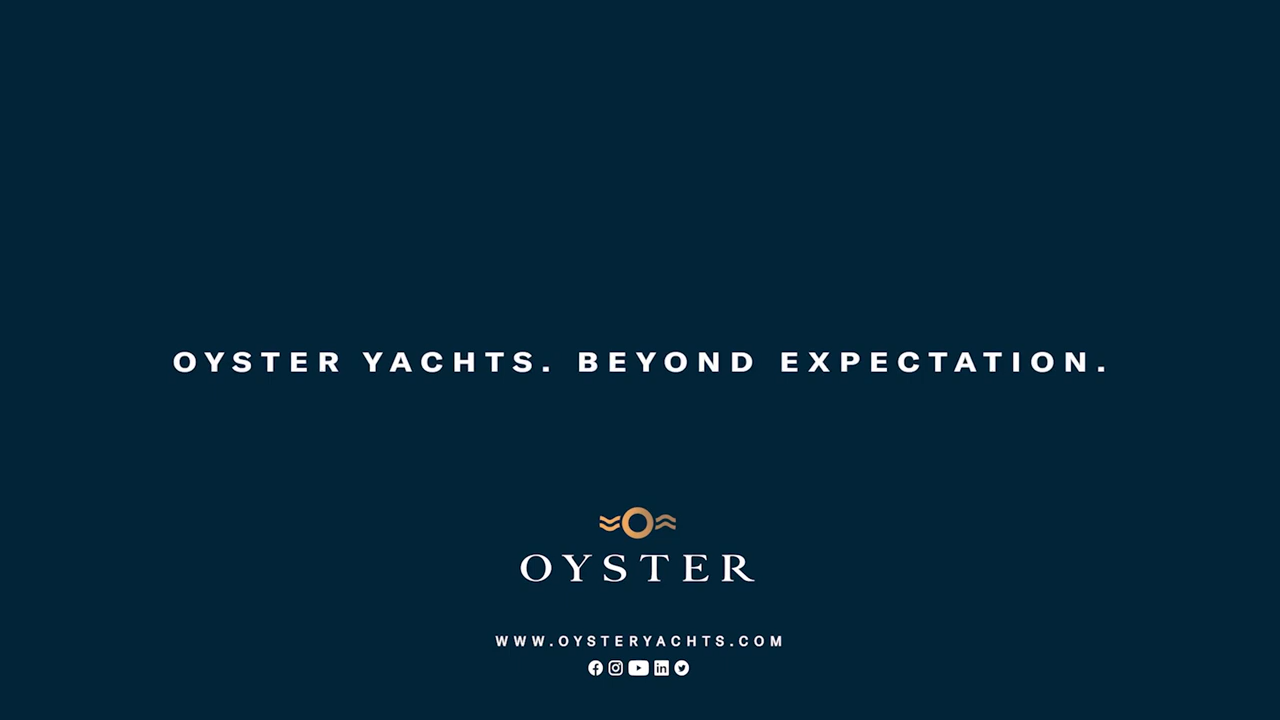 OYSTER YACHTS. BEYOND EXPECTATION.
OYSTER
WWW.OYSTERYACHTS.COM